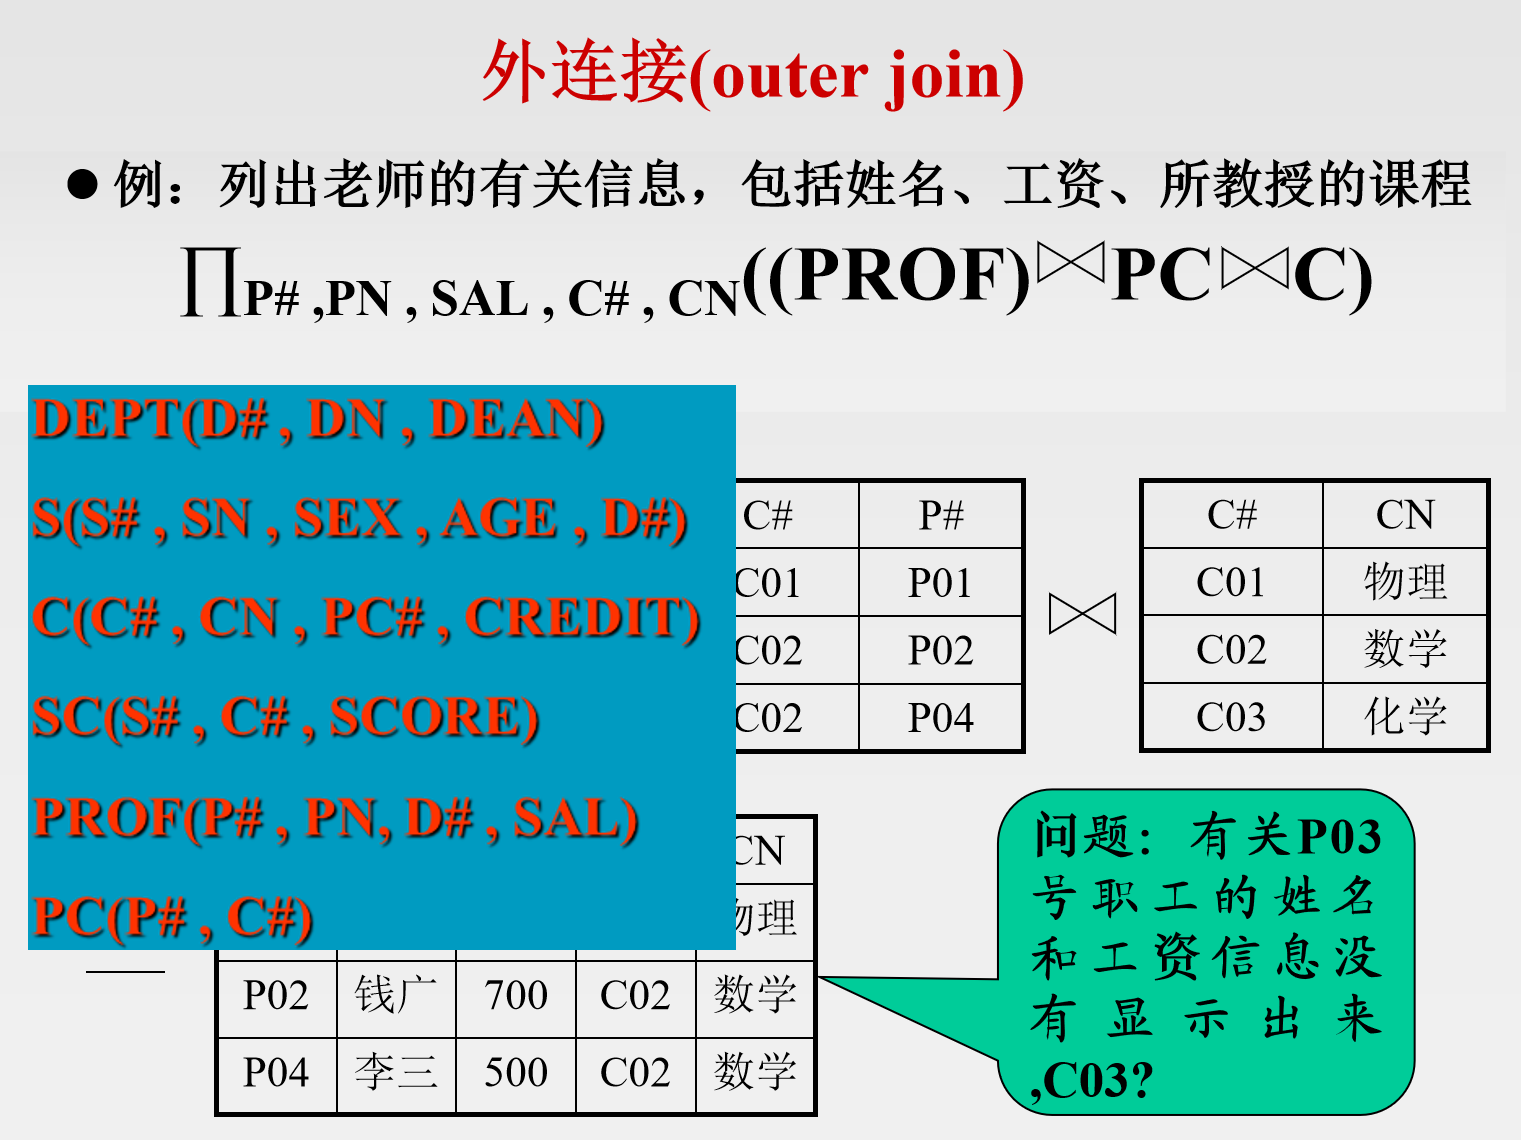 外连接(outer join)
● 例：列出老师的有关信息，包括姓名、工资、所教授的课程
∏P# ,PN , SAL , C# , CN((PROF)⋈PC⋈C)
DEPT(D# , DN , DEAN)
S(S# , SN , SEX , AGE , D#)
C(C# , CN , PC# , CREDIT)
SC(S# , C# , SCORE)
PROF(P# , PN, D# , SAL)
PC(P# , C#)
C# P#
C01 P01
C02 P02
C02 P04
⋈
C# CN
C01 物理
C02 数学
C03 化学
CN
物理
P02 钱广 700 C02 数学
P04 李三 500 C02 数学
问题：有关P03
号职工的姓名
和工资信息没
有显示出来
,C03?